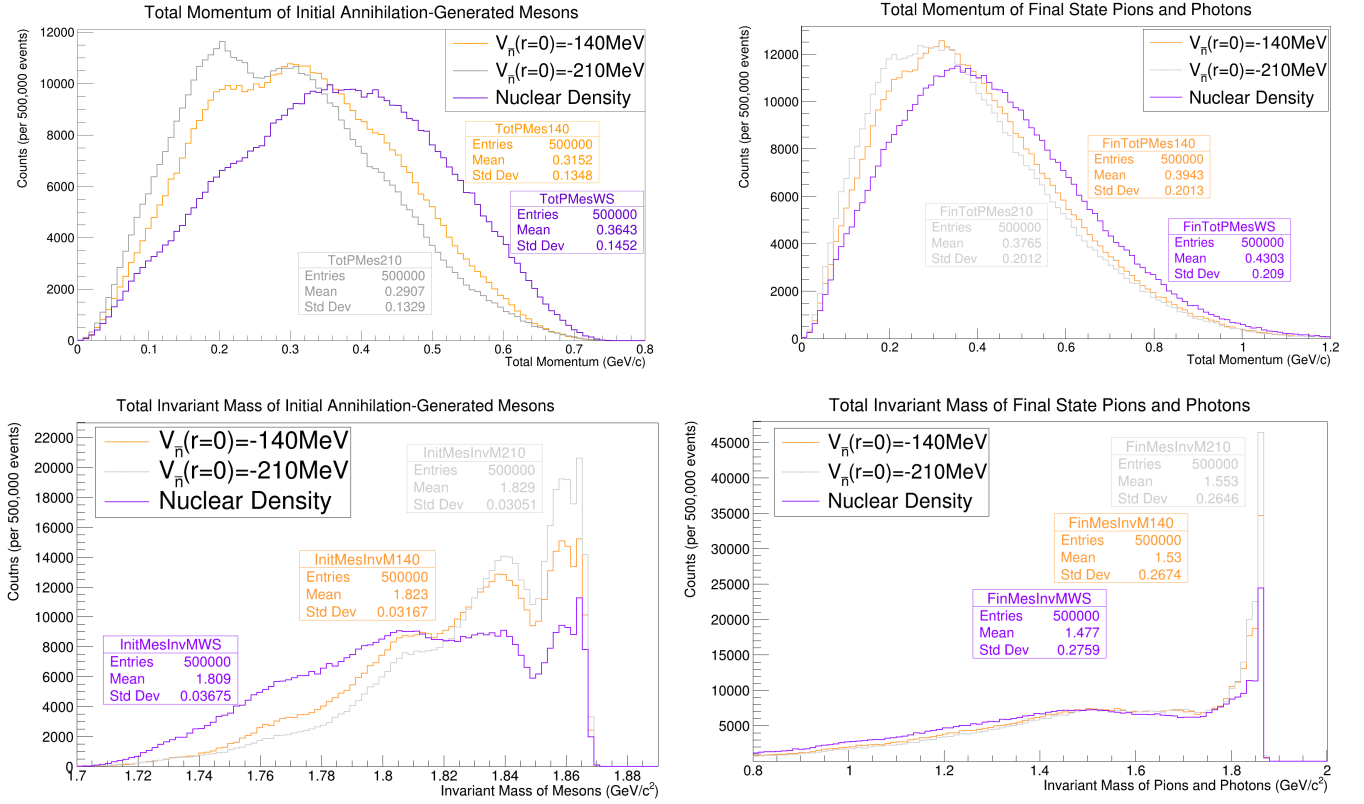 Total Momentum of Initial Annihilation-Generated Mesons
Counts (per 500,000 events)
12000
10000
8000
6000
4000
2000
0
V_n̅(r=0)=-140MeV
V_n̅(r=0)=-210MeV
Nuclear Density
TotPMes140
Entries 500000
Mean 0.3152
Std Dev 0.1348
TotPMesWS
Entries 500000
Mean 0.3643
Std Dev 0.1452
TotPMes210
Entries 500000
Mean 0.2907
Std Dev 0.1329
0 0.1 0.2 0.3 0.4 0.5 0.6 0.7 0.8
Total Momentum (GeV/c)
Total Momentum of Final State Pions and Photons
Counts (per 500,000 events)
12000
10000
8000
6000
4000
2000
0
V_n̅(r=0)=-140MeV
V_n̅(r=0)=-210MeV
Nuclear Density
FinTotPMes140
Entries 500000
Mean 0.3943
Std Dev 0.2013
FinTotPMes210
Entries 500000
Mean 0.3765
Std Dev 0.2012
FinTotPMesWS
Entries 500000
Mean 0.4303
Std Dev 0.209
0 0.2 0.4 0.6 0.8 1 1.2
Total Momentum (GeV/c)
Total Invariant Mass of Initial Annihilation-Generated Mesons
Coutns (per 500,000 events)
22000
20000
18000
16000
14000
12000
10000
8000
6000
4000
2000
0
V_n̅(r=0)=-140MeV
V_n̅(r=0)=-210MeV
Nuclear Density
InitMesInvM210
Entries 500000
Mean 1.829
Std Dev 0.03051
InitMesInvM140
Entries 500000
Mean 1.823
Std Dev 0.03167
InitMesInvMWS
Entries 500000
Mean 1.809
Std Dev 0.03675
1.7 1.72 1.74 1.76 1.78 1.8 1.82 1.84 1.86 1.88
Invariant Mass of Mesons (GeV/c²)
Total Invariant Mass of Final State Pions and Photons
Counts (per 500,000 events)
45000
40000
35000
30000
25000
20000
15000
10000
5000
V_n̅(r=0)=-140MeV
V_n̅(r=0)=-210MeV
Nuclear Density
FinMesInvM210
Entries 500000
Mean 1.553
Std Dev 0.2646
FinMesInvM140
Entries 500000
Mean 1.53
Std Dev 0.2674
FinMesInvMWS
Entries 500000
Mean 1.477
Std Dev 0.2759
0.8 1 1.2 1.4 1.6 1.8 2
Invariant Mass of Pions and Photons (GeV/c²)